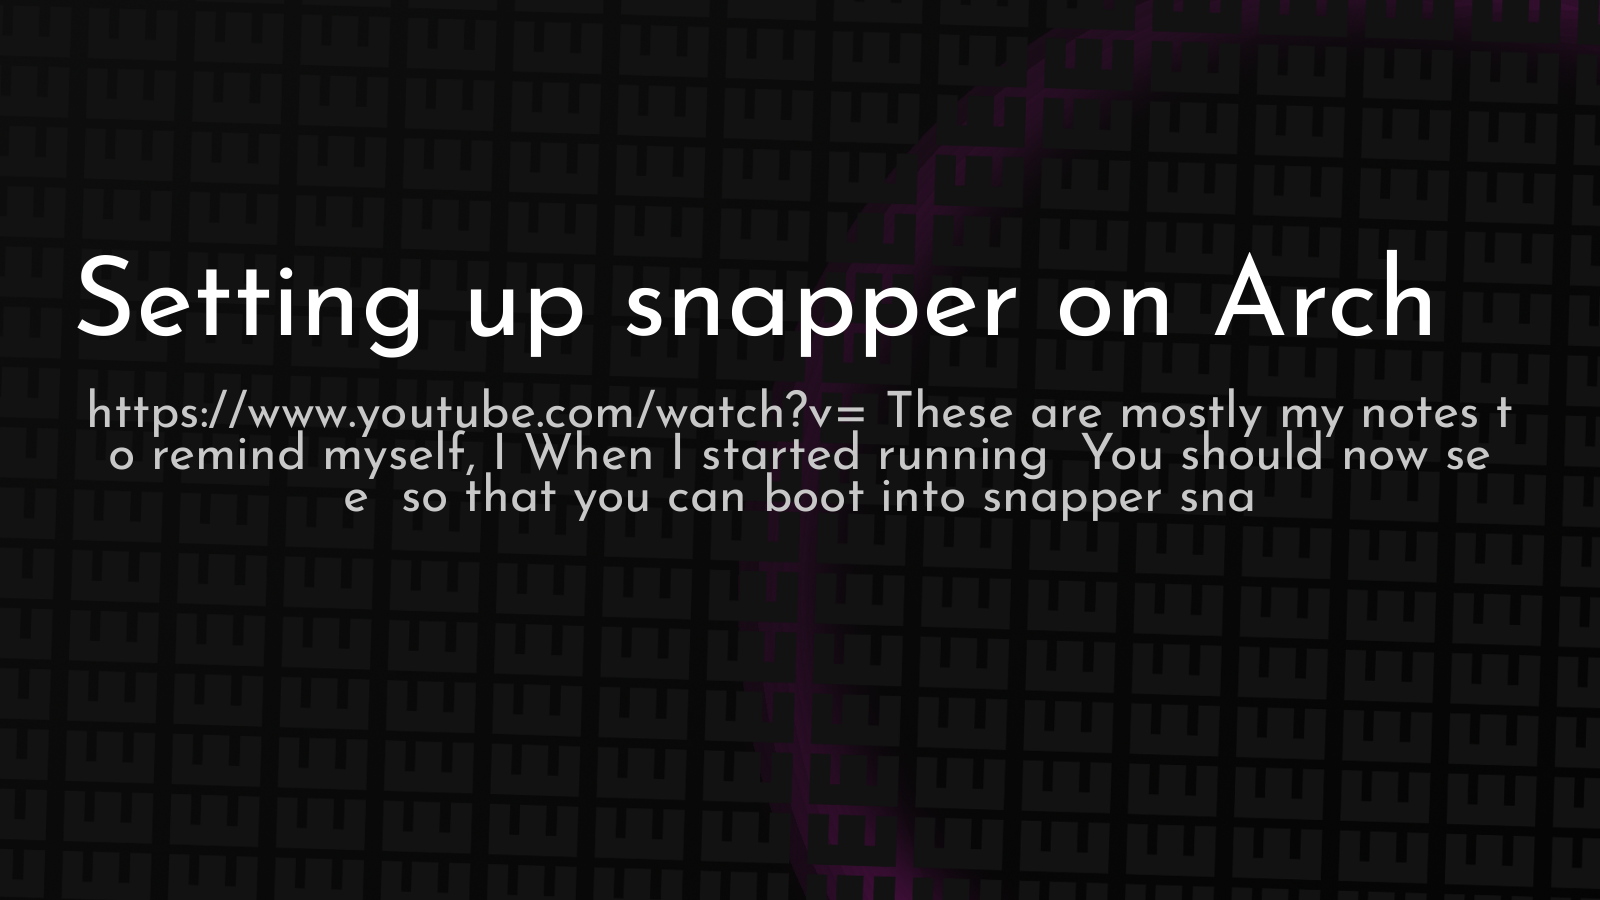 Setting up snapper on Arch
https://www.youtube.com/watch?v= These are mostly my notes t
o remind myself, I When I started running  You should now se
e  so that you can boot into snapper sna